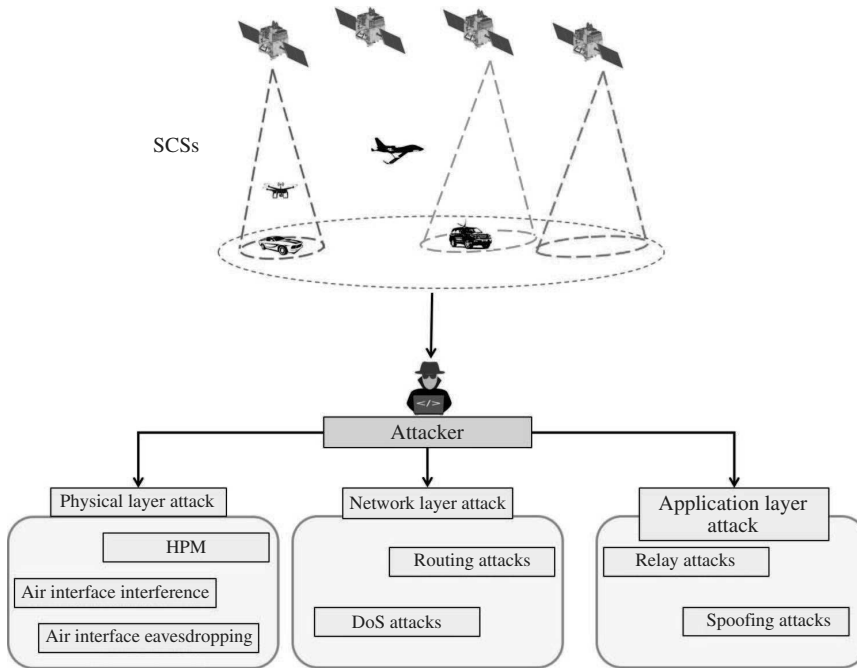 SCSs
</>
Attacker
Physical layer attack
HPM
Air interface interference
Air interface eavesdropping
Network layer attack
Routing attacks
DoS attacks
Application layer
attack
Relay attacks
Spoofing attacks